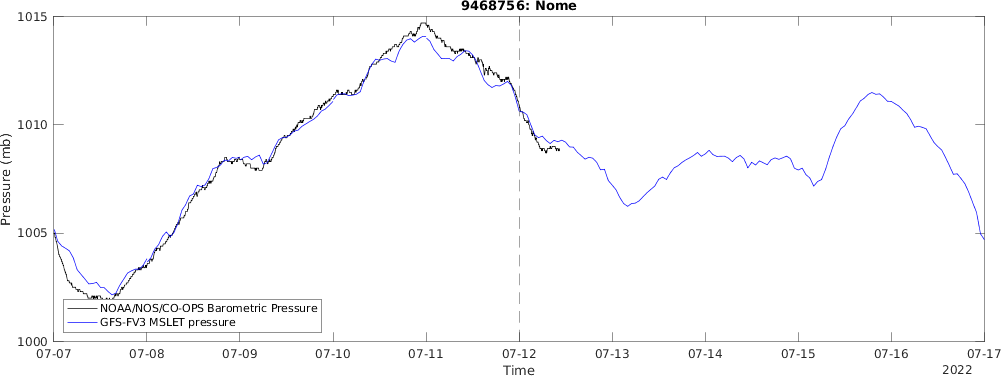 9468756: Nome
1015
1010
1005
1000
Pressure (mb)
NOAA/NOS/CO-OPS Barometric Pressure
GFS-FV3 MSLET pressure
07-07 07-08 07-09 07-10 07-11 07-12 07-13 07-14 07-15 07-16 07-17
Time
2022